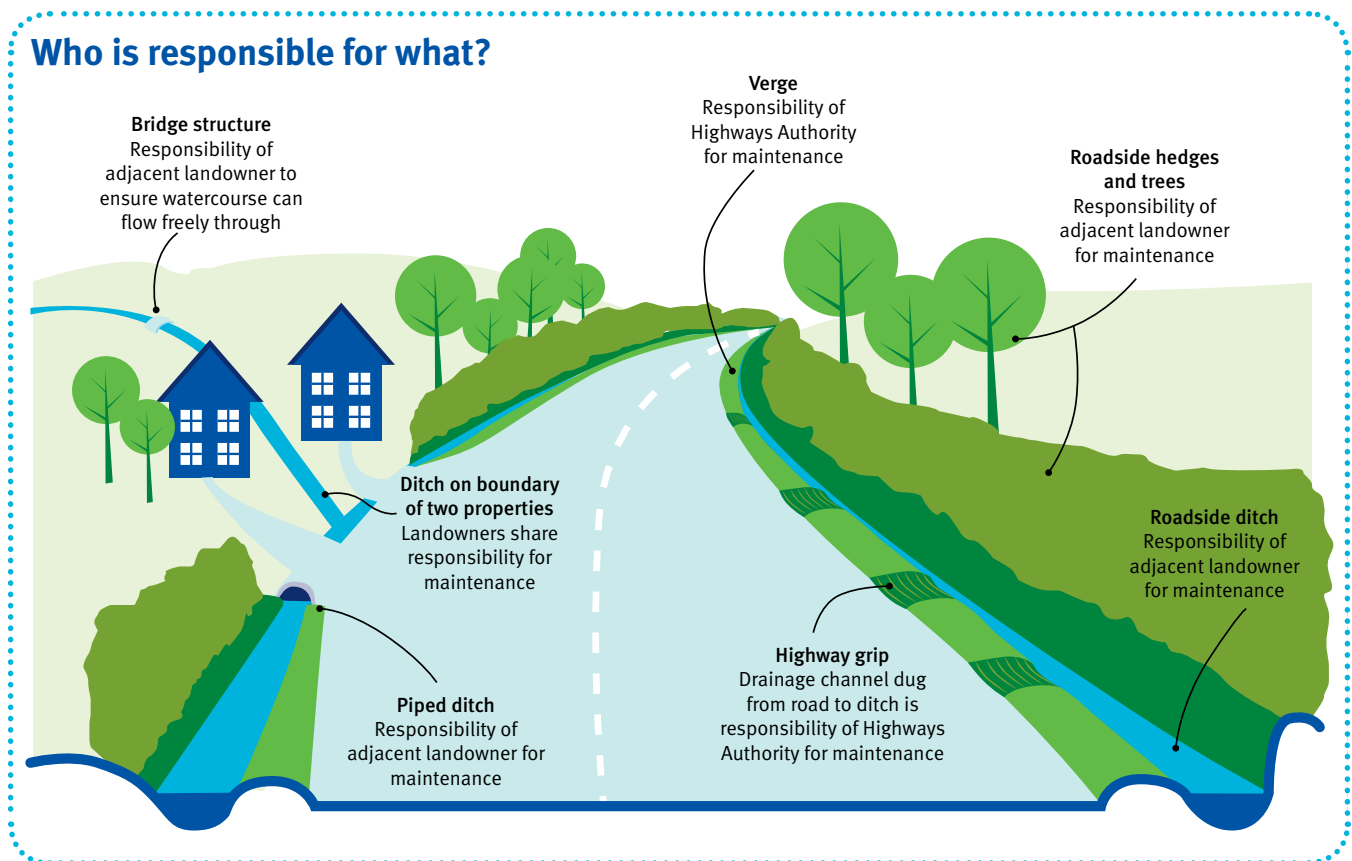 Who is responsible for what?
Bridge structure
Responsibility of
adjacent landowner to
ensure watercourse can
flow freely through
Verge
Responsibility of
Highways Authority
for maintenance
Roadside hedges
and trees
Responsibility of
adjacent landowner
for maintenance
Ditch on boundary
of two properties
Landowners share
responsibility for
maintenance
Roadside ditch
Responsibility of
adjacent landowner
for maintenance
Piped ditch
Responsibility of
adjacent landowner for
maintenance
Highway grip
Drainage channel dug
from road to ditch is
responsibility of Highways
Authority for maintenance